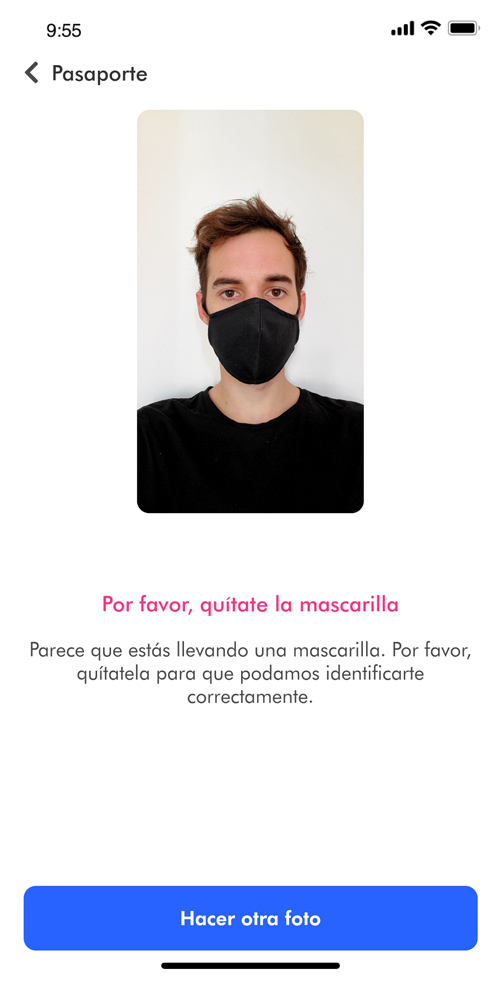 9:55
Pasaporte
Por favor, quítate la mascarilla
Parece que estás llevando una mascarilla. Por favor,
quítatela para que podamos identificarte
correctamente.
Hacer otra foto